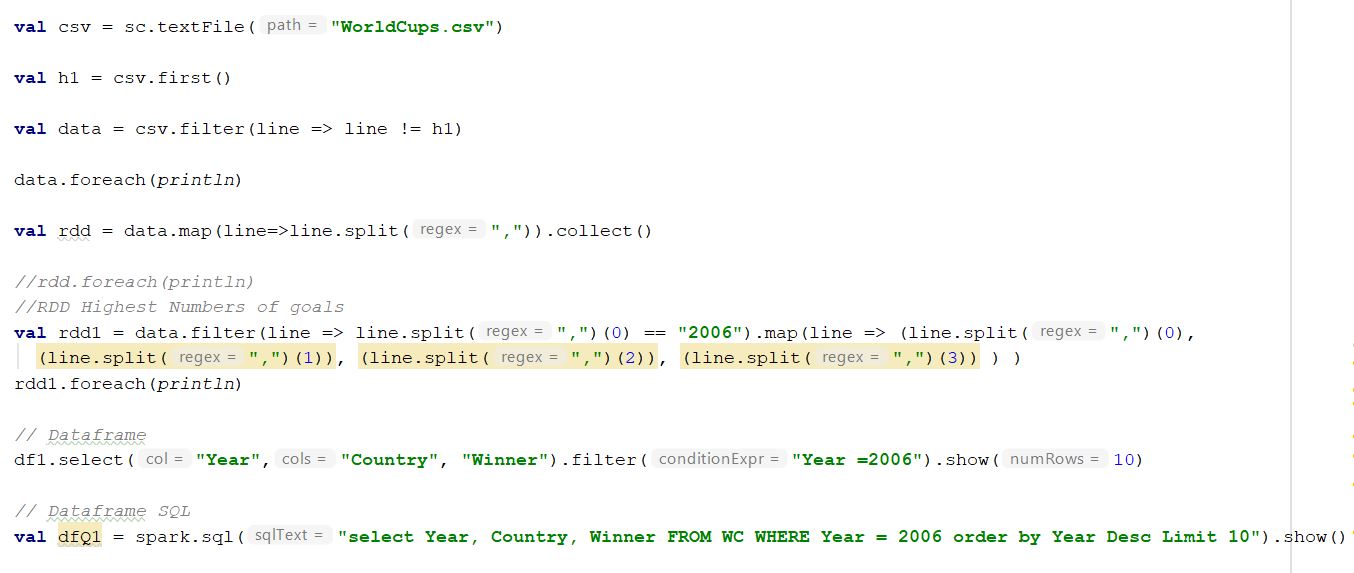 val csv = sc.textFile( path = "WorldCups.csv")
val h1 = csv.first()
val data = csv.filter(line => line != h1)
data.foreach(println)
val rdd = data.map(line=>line.split( regex = ",")).collect()
//rdd.foreach(println)
//RDD Highest Numbers of goals
val rdd1 = data.filter(line => line.split( regex = ",")(0) == "2006").map(line => (line.split( regex = ",")(0),
(line.split( regex = ",")(1)), (line.split( regex = ",")(2)), (line.split( regex = ",")(3)) ) )
rdd1.foreach(println)
// Dataframe
df1.select( col = "Year", cols = "Country", "Winner").filter( conditionExpr = "Year =2006").show( numRows = 10)
// Dataframe SQL
val dfQ1 = spark.sql( sqlText = "select Year, Country, Winner FROM WC WHERE Year = 2006 order by Year Desc Limit 10").show()